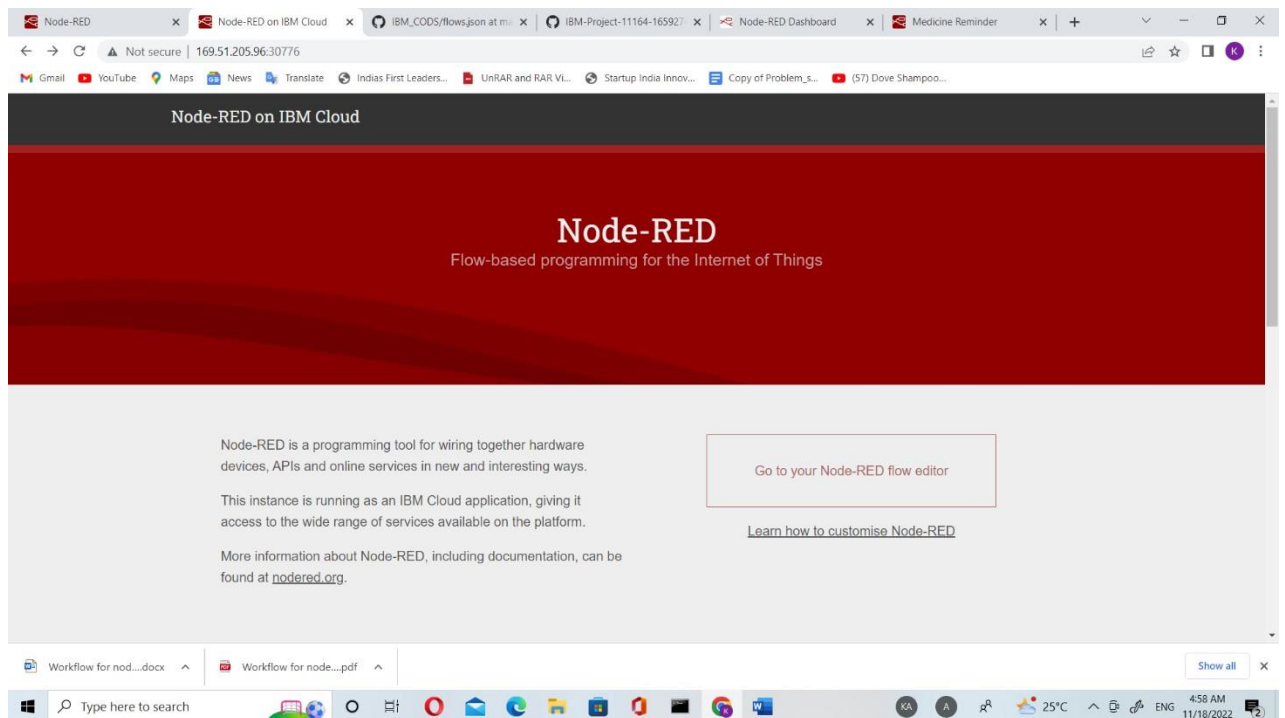 Node-RED
Node-RED on IBM Cloud
IBM_CODS/flows.json at ma
IBM-Project-11164-165927
Node-RED Dashboard
Medicine Reminder
Not secure
169.51.205.96:30776
K
Gmail
YouTube
Maps
News
Translate
Indias First Leaders...
UnRAR and RAR Vi...
Startup India Innov...
Copy of Problem_s...
(57) Dove Shampoo...
Node-RED on IBM Cloud
Node-RED
Flow-based programming for the Internet of Things
Node-RED is a programming tool for wiring together hardware
devices, APIs and online services in new and interesting ways.
This instance is running as an IBM Cloud application, giving it
access to the wide range of services available on the platform.
More information about Node-RED, including documentation, can be
found at nodered.org.
Go to your Node-RED flow editor
Learn how to customise Node-RED
Workflow for nod....docx
Workflow for node....pdf
Show all
Type here to search
KA
A
25°C
ENG
4:58 AM
11/18/2022
2